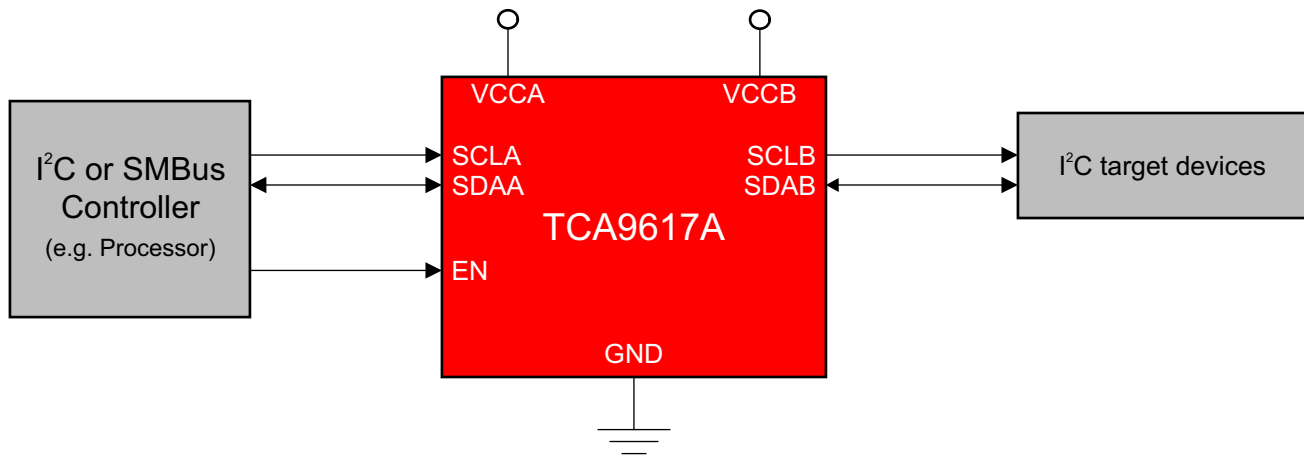 VCCA
VCCB
I²C or SMBus
Controller
(e.g. Processor)
SCLA
SDAA
EN
SCLB
SDAB
TCA9617A
GND
I²C target devices